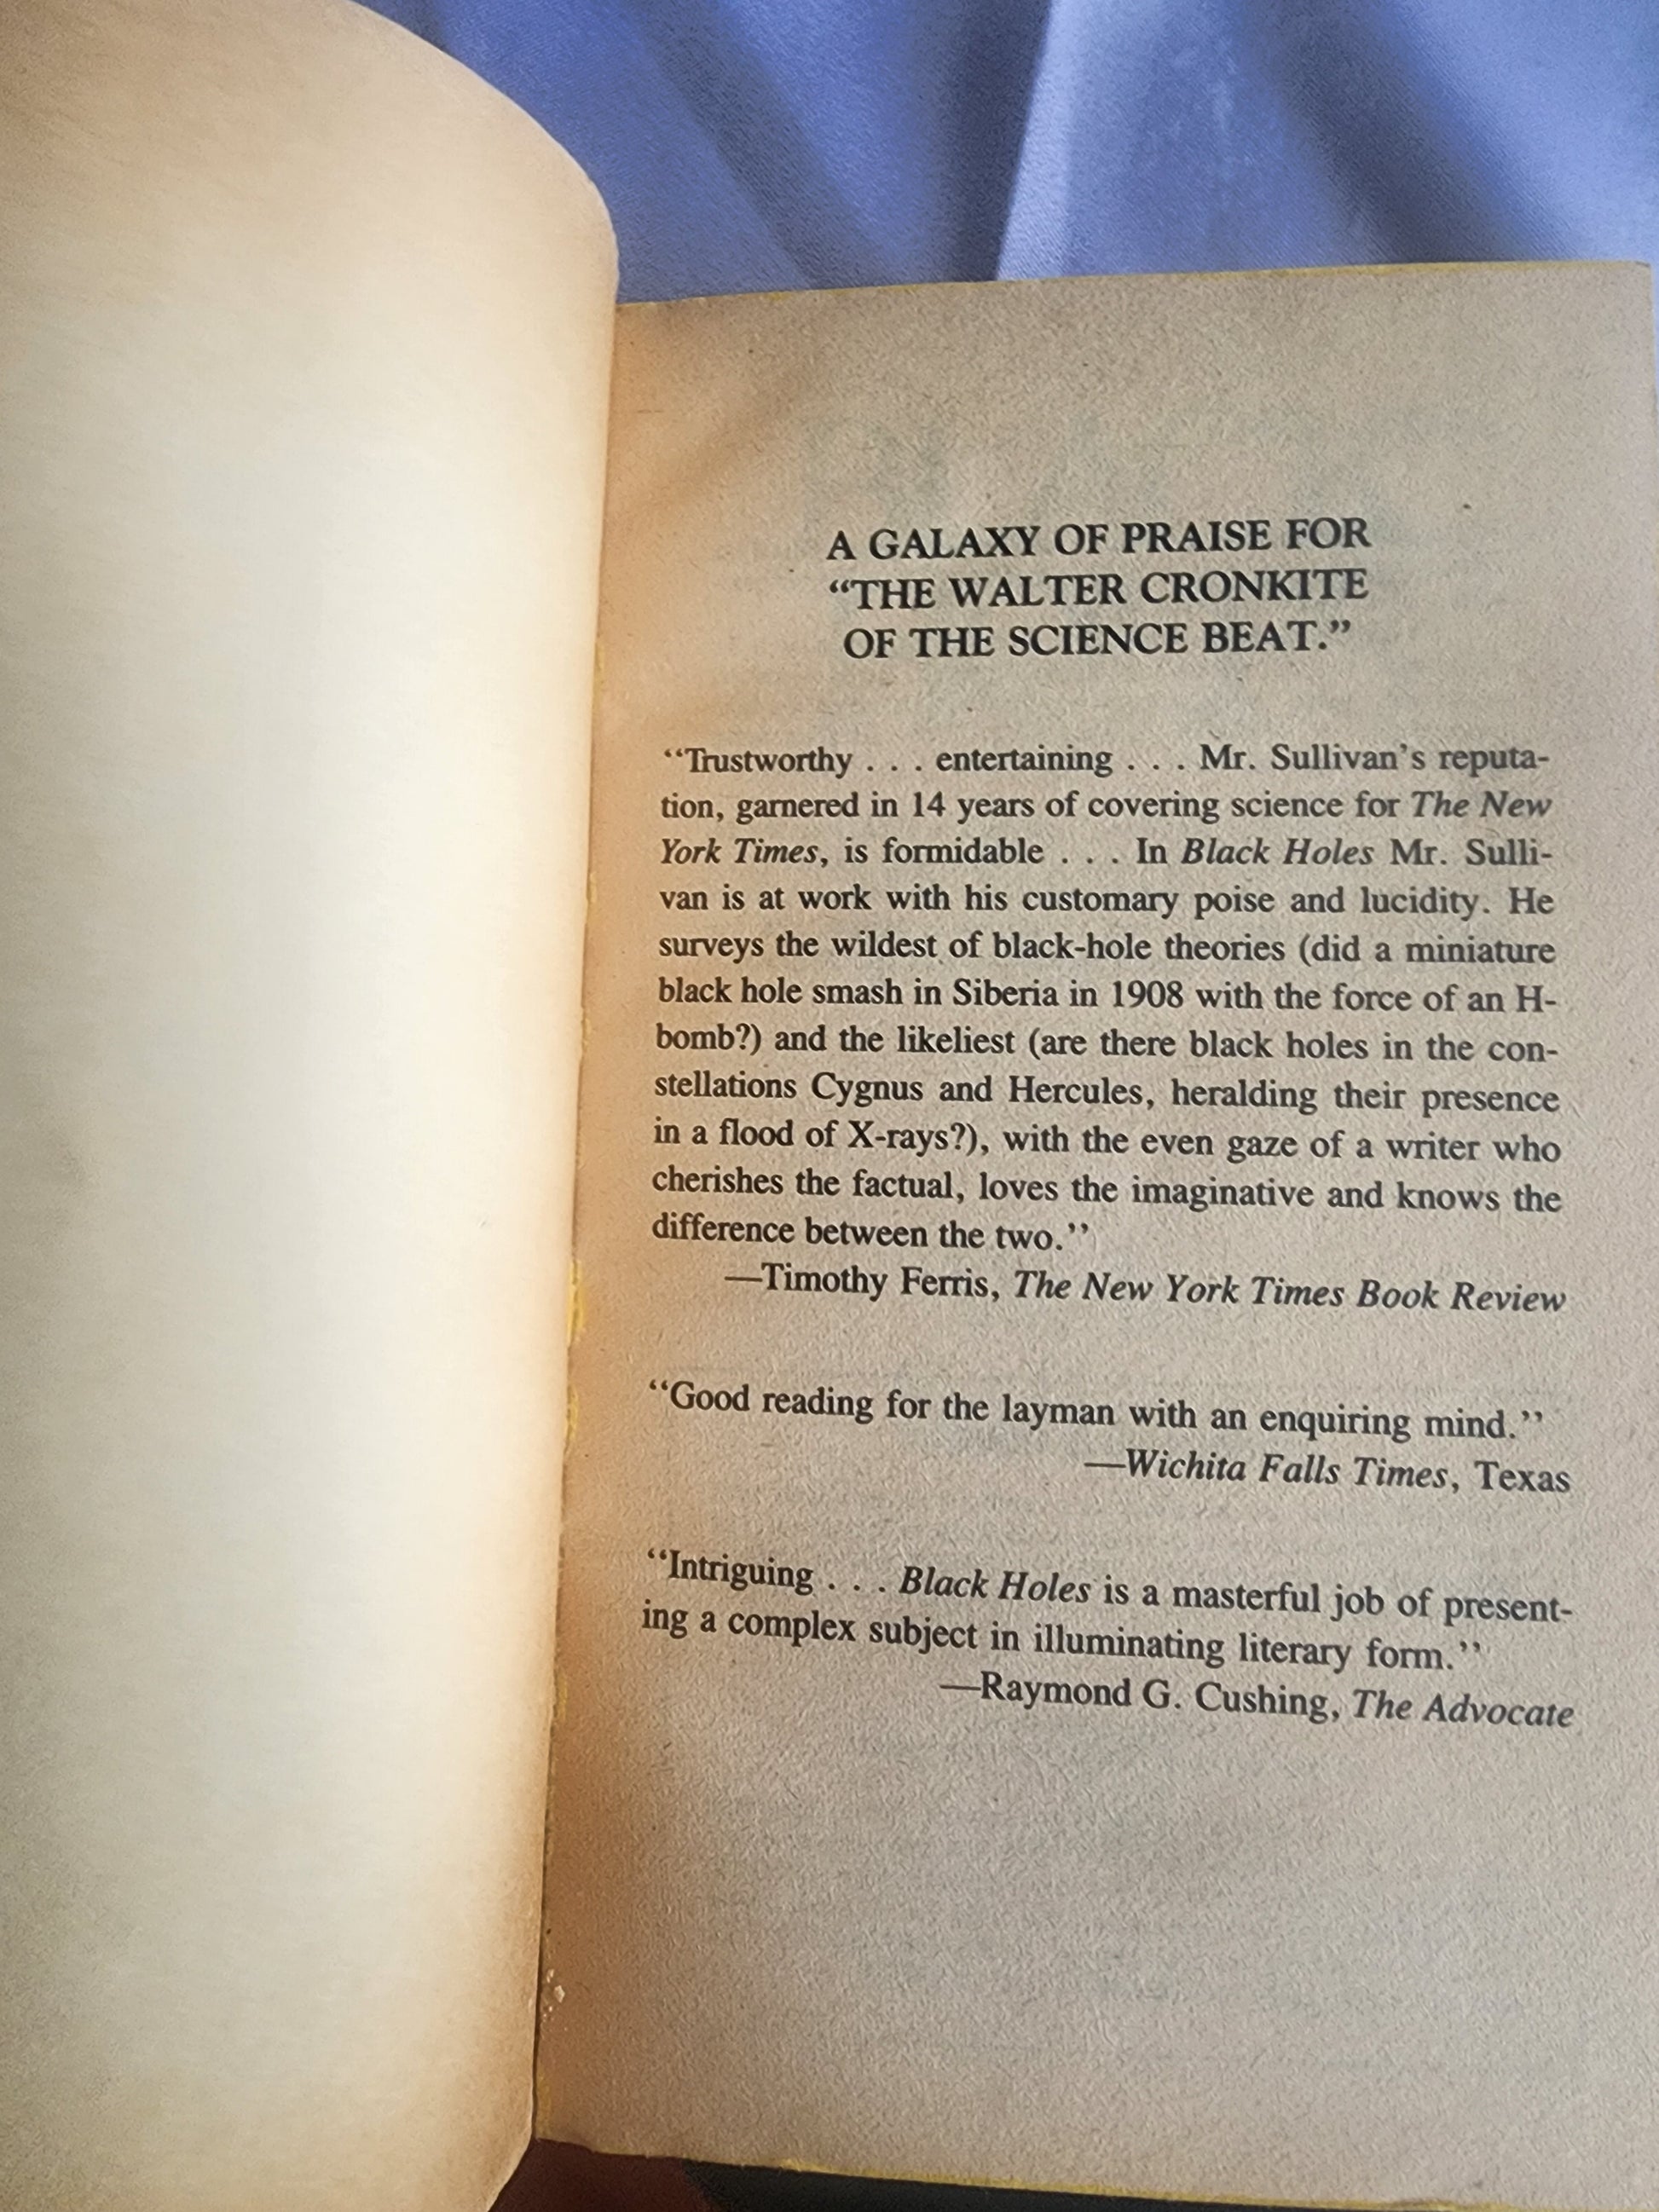 A GALAXY OF PRAISE FOR
“THE WALTER CRONKITE
OF THE SCIENCE BEAT.”
“Trustworthy . . . entertaining . . . Mr. Sullivan’s reputa-
tion, garnered in 14 years of covering science for The New
York Times, is formidable . . . In Black Holes Mr. Sulli-
van is at work with his customary poise and lucidity. He
surveys the wildest of black-hole theories (did a miniature
black hole smash in Siberia in 1908 with the force of an H-
bomb?) and the likeliest (are there black holes in the con-
stellations Cygnus and Hercules, heralding their presence
in a flood of X-rays?), with the even gaze of a writer who
cherishes the factual, loves the imaginative and knows the
difference between the two.”
—Timothy Ferris, The New York Times Book Review
“Good reading for the layman with an enquiring mind.”
—Wichita Falls Times, Texas
“Intriguing . . . Black Holes is a masterful job of present-
ing a complex subject in illuminating literary form.”
—Raymond G. Cushing, The Advocate